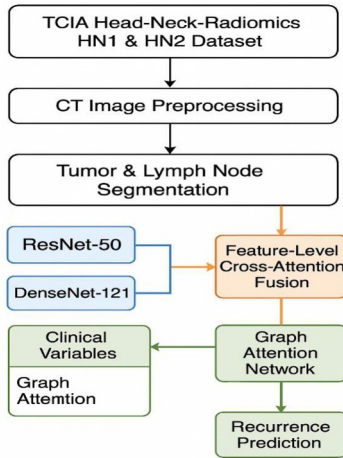 TCIA Head-Neck-Radiomics
HN1 & HN2 Dataset
CT Image Preprocessing
Tumor & Lymph Node
Segmentation
ResNet-50
DenseNet-121
Feature-Level
Cross-Attention
Fusion
Clinical
Variables
Graph
Attemtion
Graph
Attention
Network
Recurrence
Prediction